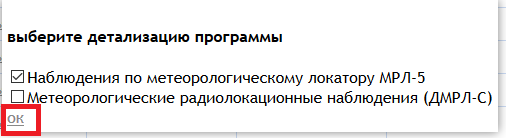 выберите детализацию программы
Наблюдения по метеорологическому локатору МРЛ-5
Метеорологические радиолокационные наблюдения (ДМРЛ-С)
ОК